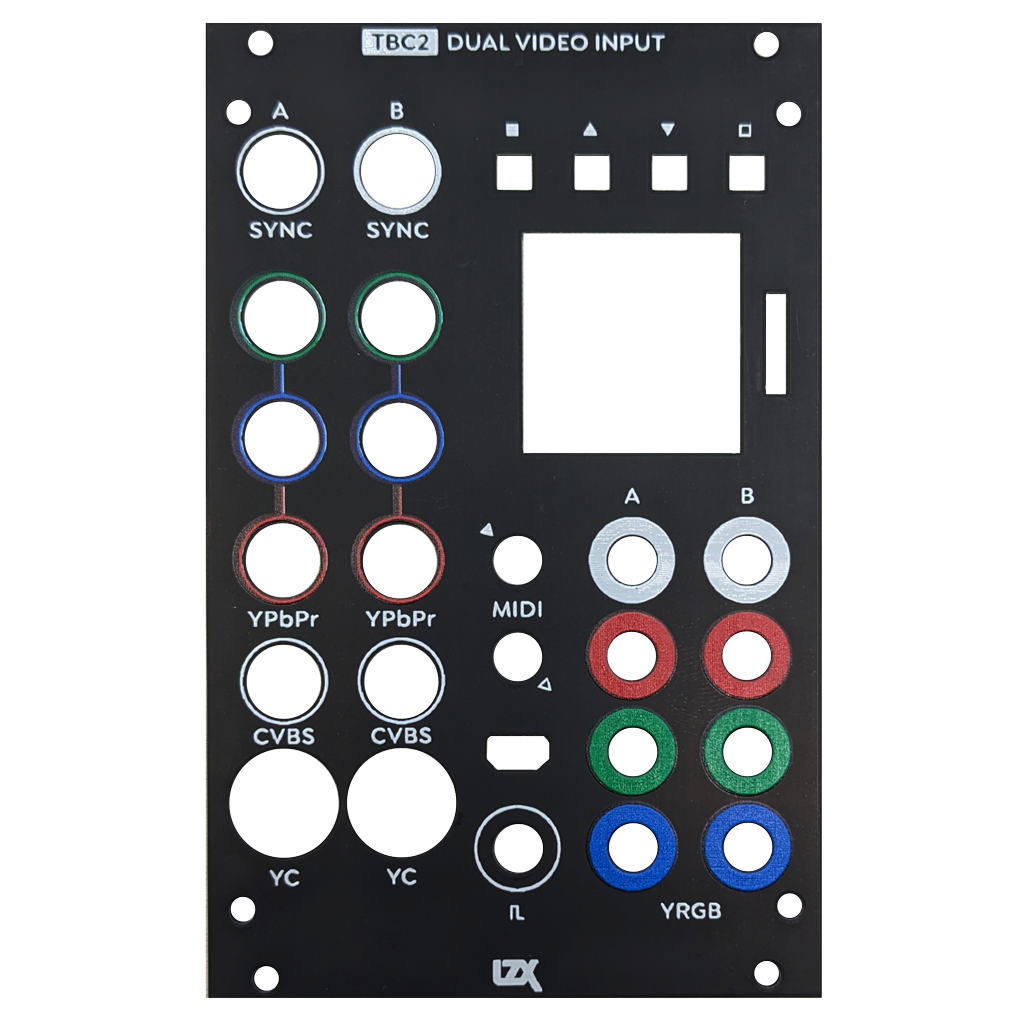 TBC2 DUAL VIDEO INPUT
A B
SYNC SYNC
A B
MIDI
YPbPr YPbPr
CVBS CVBS
YC YC
YRGB
LZX